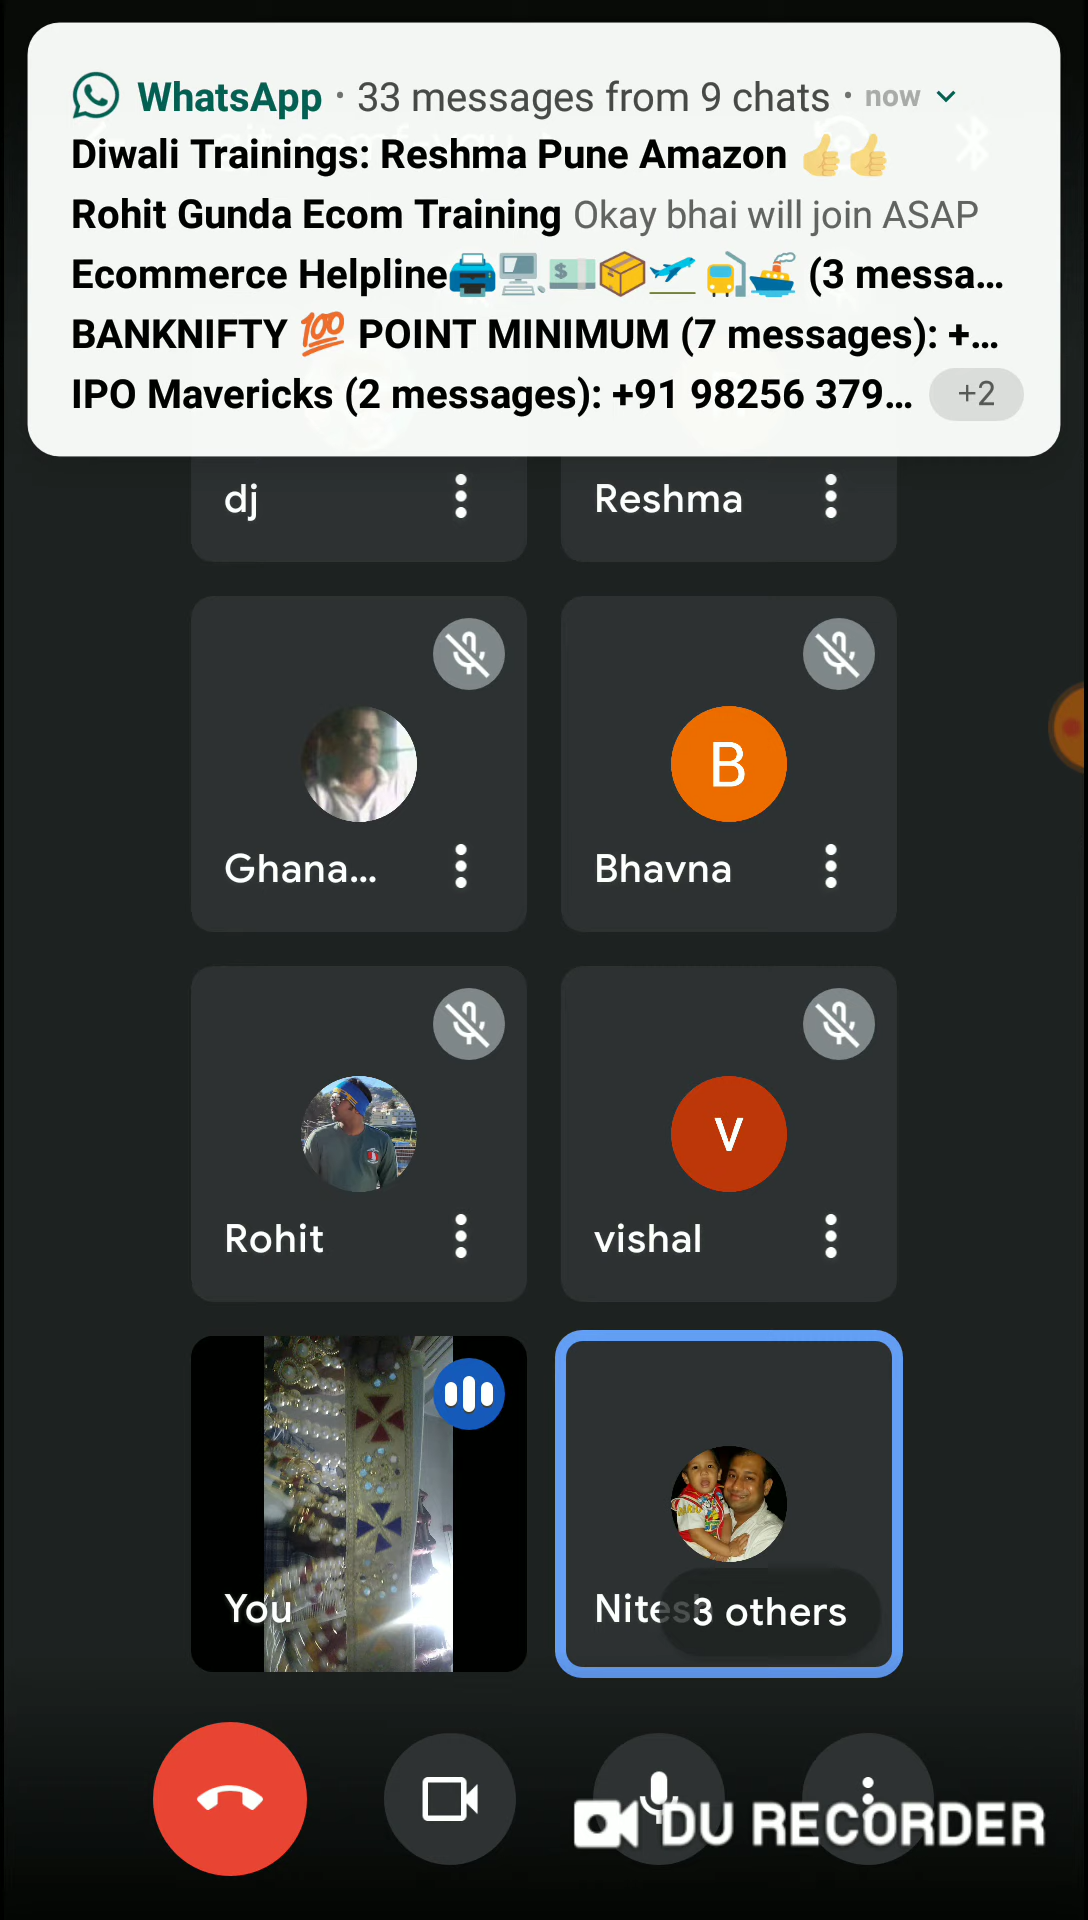 WhatsApp · 33 messages from 9 chats · now
Diwali Trainings: Reshma Pune Amazon 👍👍
Rohit Gunda Ecom Training Okay bhai will join ASAP
Ecommerce Helpline🖨️🖥️💵📦🛫🚏🚢 (3 messa...
BANKNIFTY 💯 POINT MINIMUM (7 messages): +...
IPO Mavericks (2 messages): +91 98256 379... +2
dj
Reshma
Ghana...
Bhavna
B
Rohit
vishal
v
You
Nites
3 others
DU RECORDER